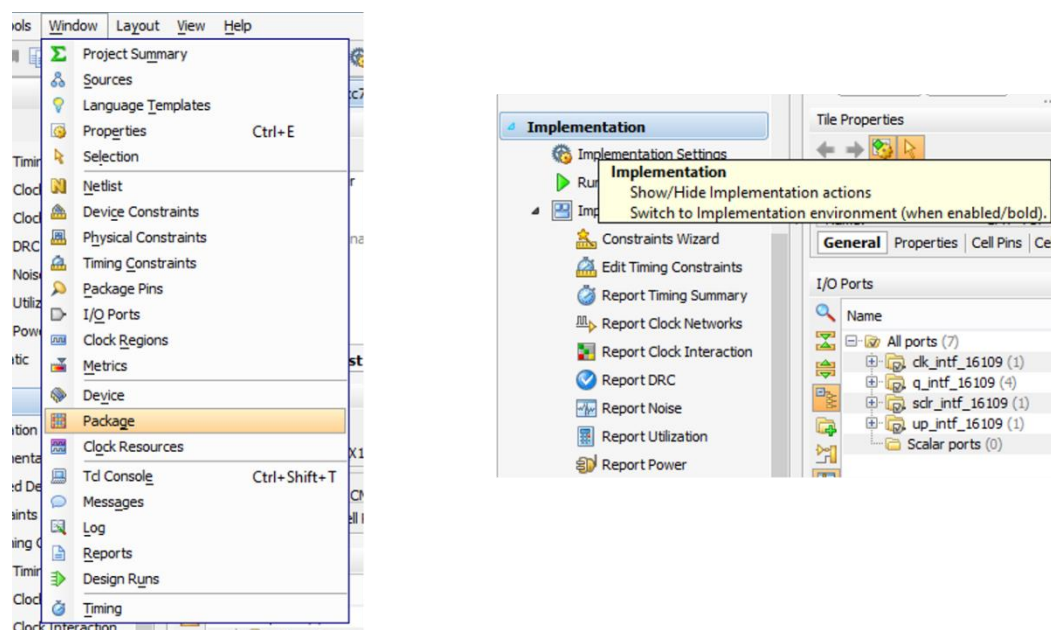 Window Layout View Help
Project Summary
Sources
Language Templates
Properties Ctrl+E
Selection
Netlist
Device Constraints
Physical Constraints
Timing Constraints
Package Pins
I/O Ports
Clock Regions
Metrics
Device
Package
Clock Resources
Tcl Console Ctrl+Shift+T
Messages
Log
Reports
Design Runs
Timing
Clock Interaction
Implementation
Implementation Settings
Implementation
Show/Hide Implementation actions
Switch to Implementation environment (when enabled/bold).
Constraints Wizard
Edit Timing Constraints
Report Timing Summary
Report Clock Networks
Report Clock Interaction
Report DRC
Report Noise
Report Utilization
Report Power
Tile Properties
General Properties Cell Pins
I/O Ports
Name
All ports (7)
clk_intf_16109 (1)
q_intf_16109 (4)
sclr_intf_16109 (1)
up_intf_16109 (1)
Scalar ports (0)